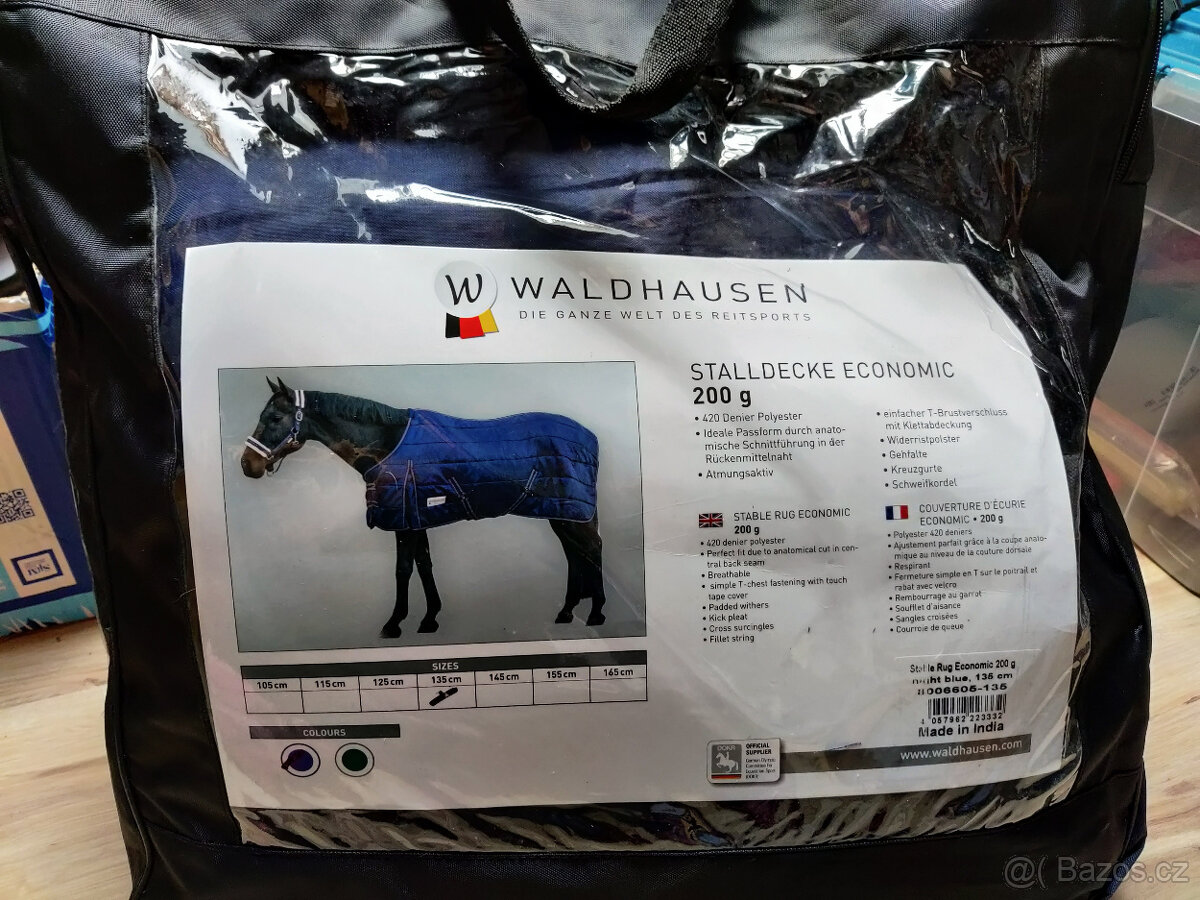 W WALDHAUSEN
DIE GANZE WELT DES REITSPORTS
STALLDECKE ECONOMIC
200 g
• 420 Denier Polyester
• Ideale Passform durch anato-
mische Schnittführung in der
Rückenmittelnaht
• Atmungsaktiv
• einfacher T-Brustverschluss
mit Klettabdeckung
• Widerristpolster
• Gehfalte
• Kreuzgurte
• Schweifkordel
STABLE RUG ECONOMIC
200 g
• 420 denier polyester
• Perfect fit due to anatomical cut in cen-
tral back seam
• Breathable
• simple T-chest fastening with touch
tape cover
• Padded withers
• Kick pleat
• Cross surcingles
• Fillet string
COUVERTURE D'ÉCURIE
ECONOMIC • 200 g
• Polyester 420 deniers
• Ajustement parfait grâce à la coupe anato-
mique au niveau de la couture dorsale
• Respirant
• Fermeture simple en T sur le poitrail et
rabat avec velcro
• Rembourrage au garrot
• Soufflet d'aisance
• Sangles croisées
• Courroie de queue
SIZES
105 cm 115 cm 125 cm 135 cm 145 cm 155 cm 165 cm
COLOURS
Stable Rug Economic 200 g
night blue, 135 cm
8006605-135
4 057962 223332
Made in India
OFFICIAL
SUPPLIER
www.waldhausen.com
@( Bazos.cz